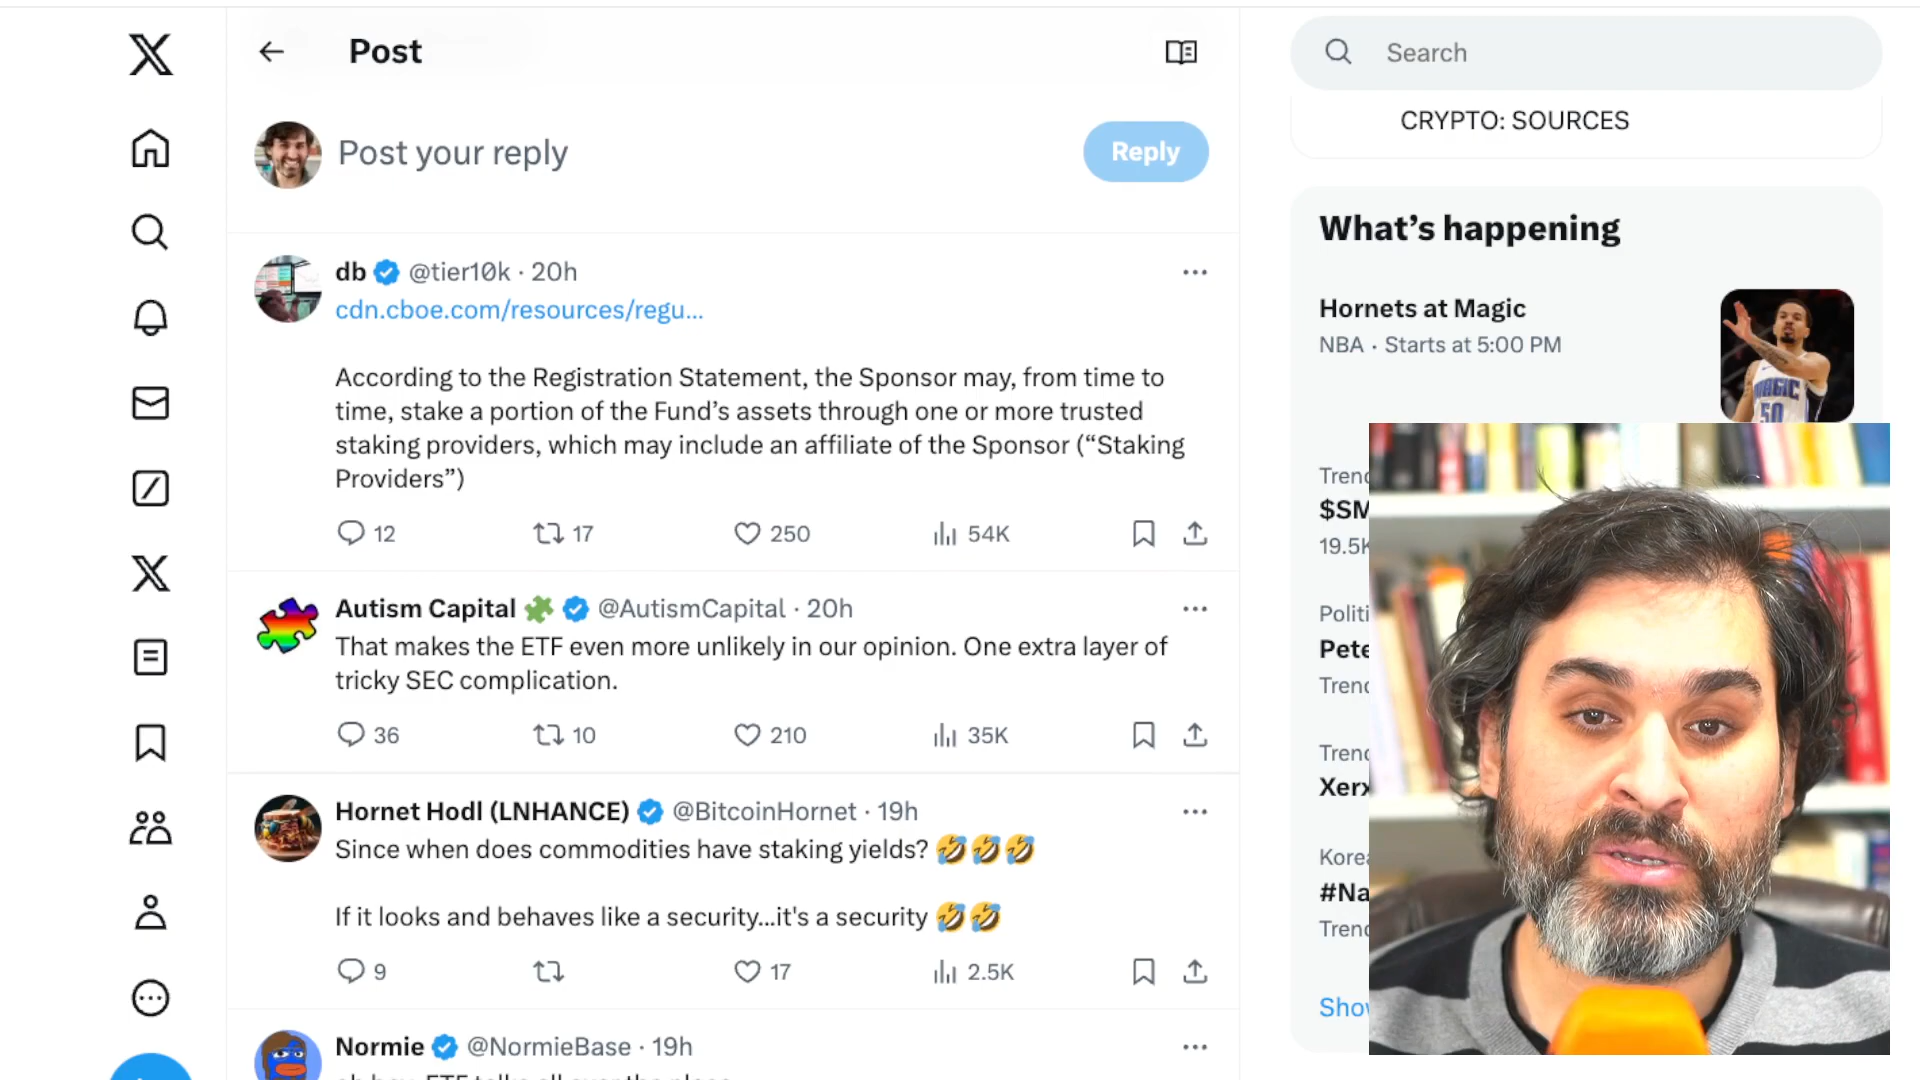 Post
Search
CRYPTO: SOURCES
Post your reply
Reply
What's happening
Hornets at Magic
NBA · Starts at 5:00 PM
MAGIC
50
db @tier10k · 20h
cdn.cboe.com/resources/regu...
According to the Registration Statement, the Sponsor may, from time to
time, stake a portion of the Fund's assets through one or more trusted
staking providers, which may include an affiliate of the Sponsor (“Staking
Providers”)
12 17 250 54K
Autism Capital @AutismCapital · 20h
That makes the ETF even more unlikely in our opinion. One extra layer of
tricky SEC complication.
36 10 210 35K
Hornet Hodl (LNHANCE) @BitcoinHornet · 19h
Since when does commodities have staking yields? 🤣🤣🤣
If it looks and behaves like a security...it's a security 🤣🤣
9 17 2.5K
Normie @NormieBase · 19h
Trend
$SM
19.5K
Politi
Pete
Trend
Trend
Xerx
Korea
#Na
Trend
Show